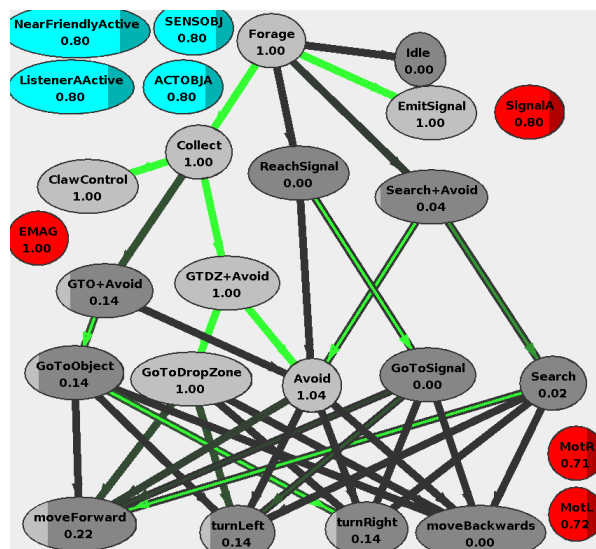 NearFriendlyActive
0.80
SENSOBJ
0.80
Forage
1.00
Idle
0.00
ListenerAActive
0.80
ACTOBJA
0.80
EmitSignal
1.00
SignalA
0.80
Collect
1.00
ReachSignal
0.00
ClawControl
1.00
Search+Avoid
0.04
EMAG
1.00
GTO+Avoid
0.14
GTDZ+Avoid
1.00
GoToObject
0.14
GoToDropZone
1.00
Avoid
1.04
GoToSignal
0.00
Search
0.02
MotR
0.71
MotL
0.72
moveForward
0.22
turnLeft
0.14
turnRight
0.14
moveBackwards
0.00